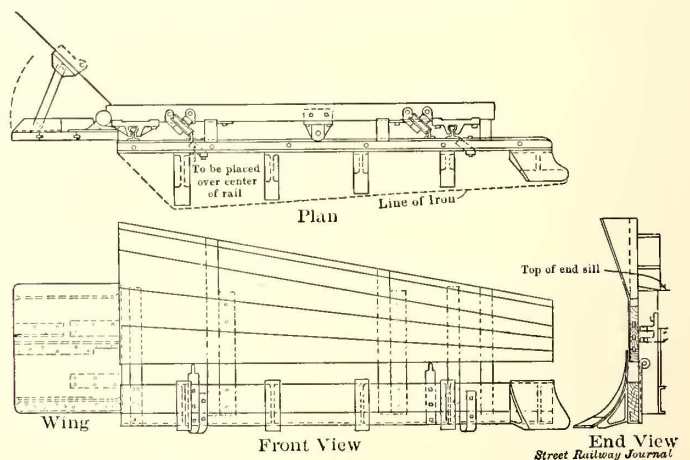 To be placed
over center
of rail
Line of Iron
Plan
Top of end sill
Wing
Front View
End View
Street Railway Journal